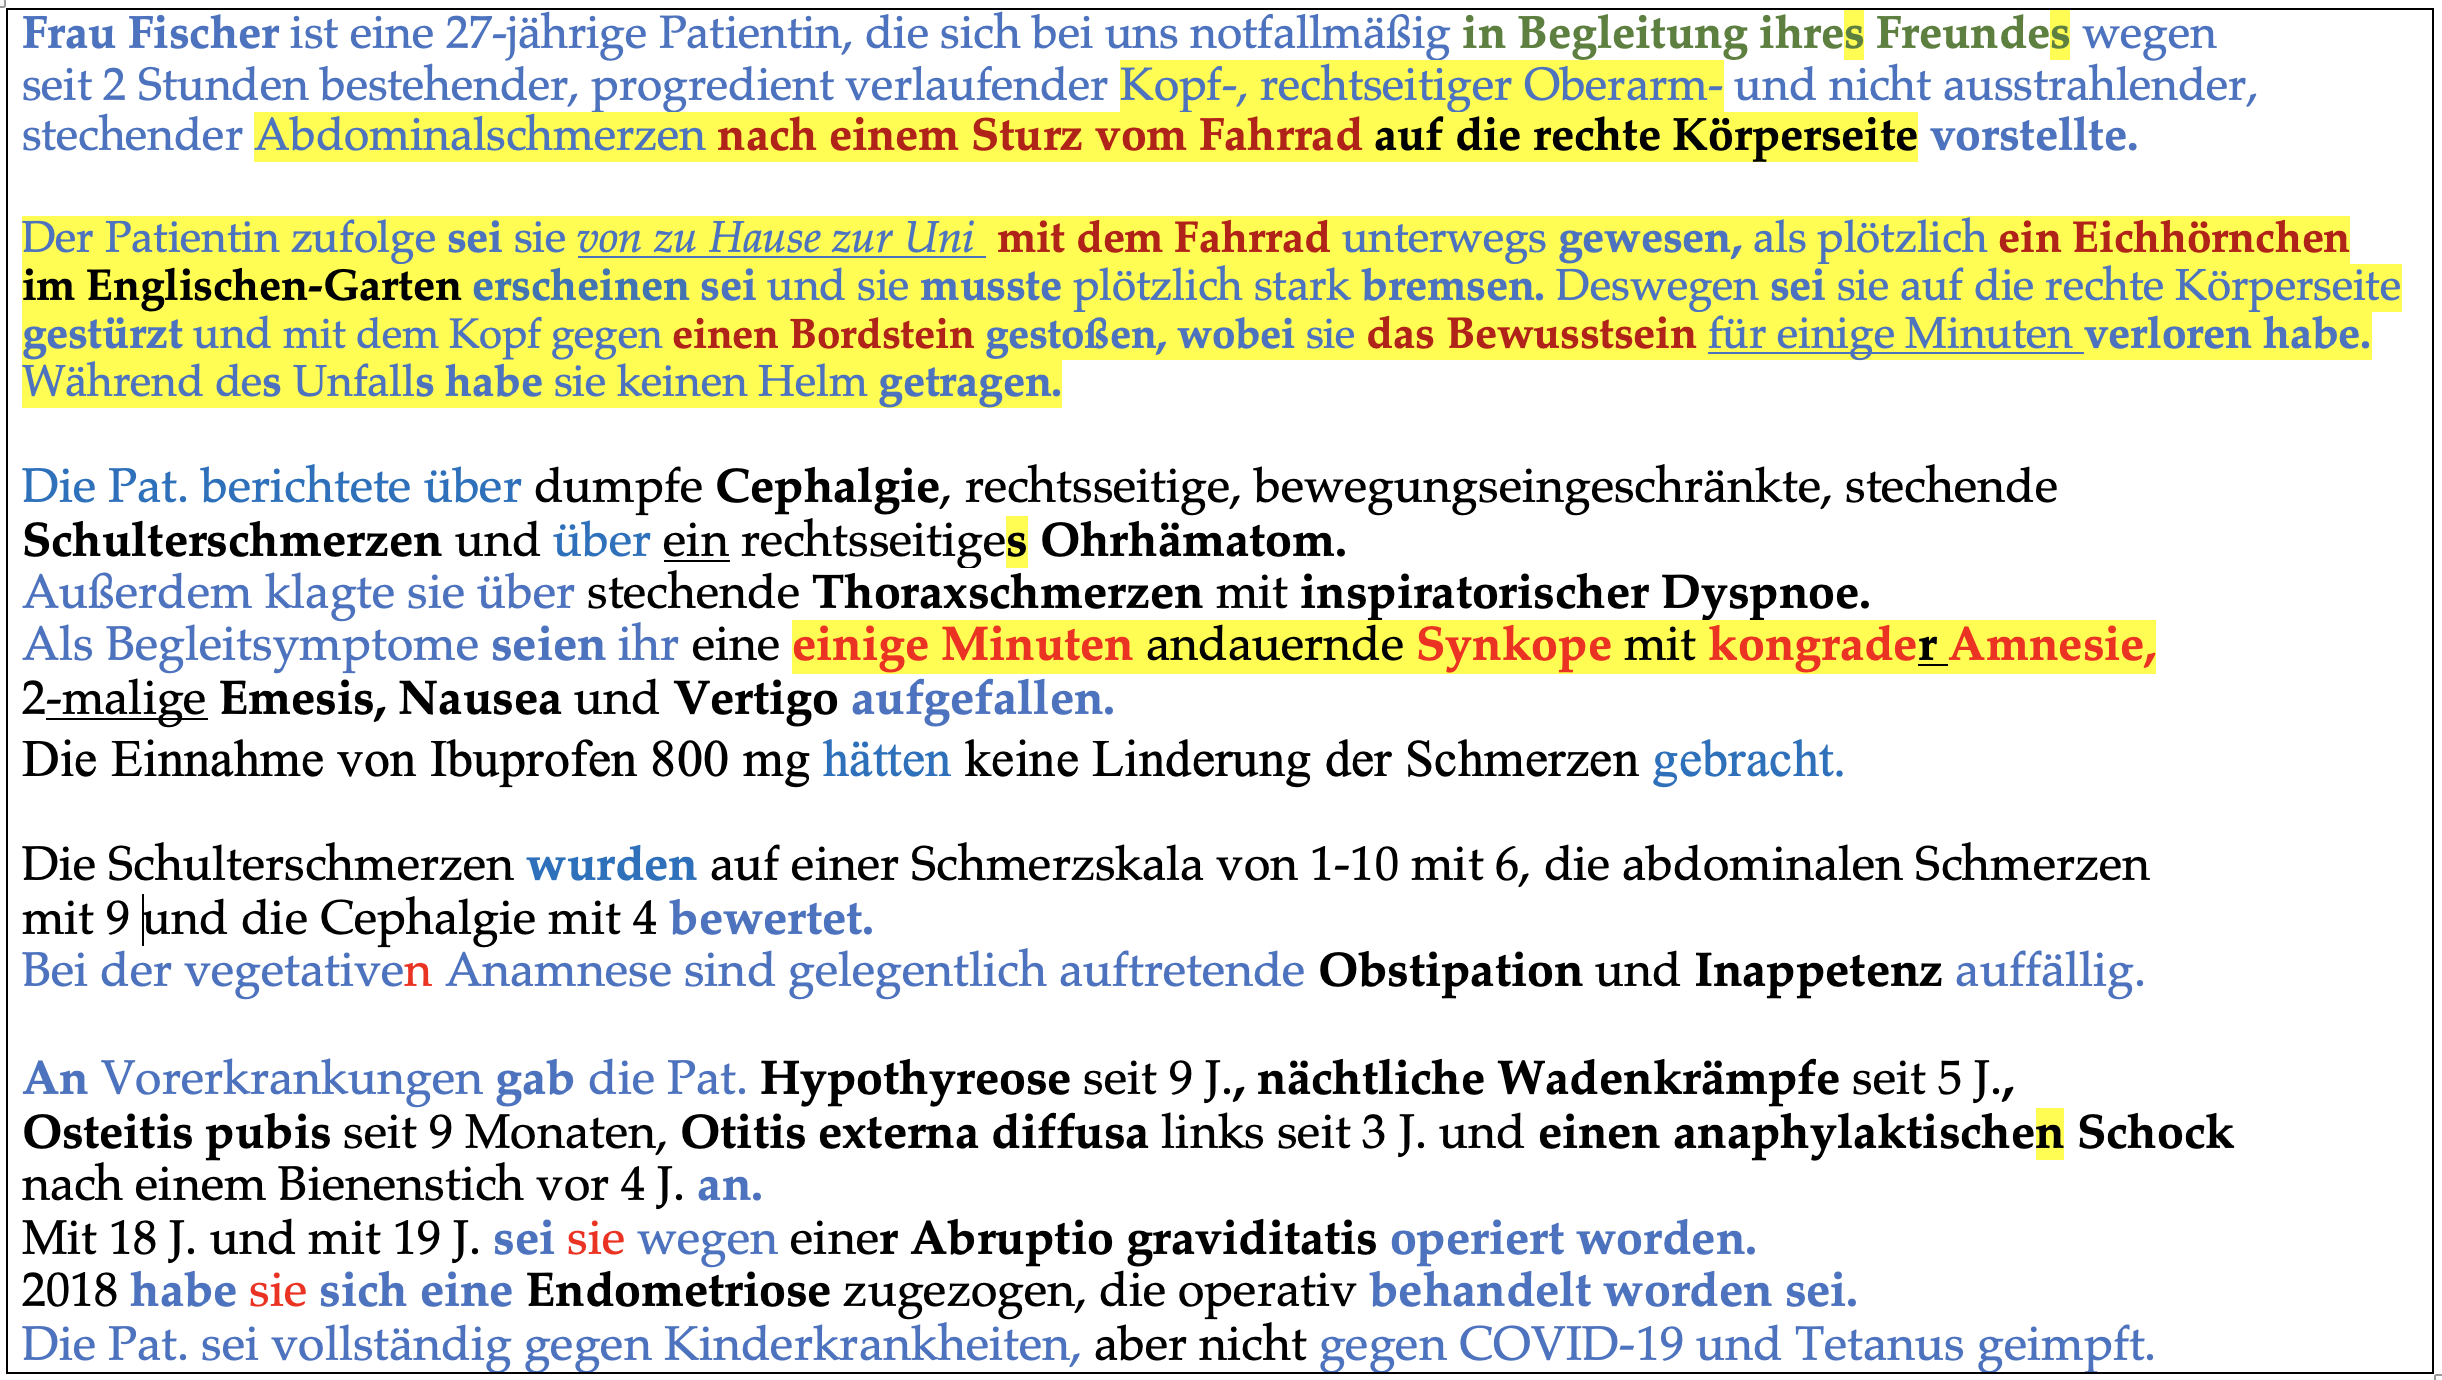 Frau Fischer ist eine 27-jährige Patientin, die sich bei uns notfallmäßig in Begleitung ihres Freundes wegen
seit 2 Stunden bestehender, progredient verlaufender Kopf-, rechtseitiger Oberarm- und nicht ausstrahlender,
stechender Abdominalschmerzen nach einem Sturz vom Fahrrad auf die rechte Körperseite vorstellte.
Der Patientin zufolge sei sie von zu Hause zur Uni mit dem Fahrrad unterwegs gewesen, als plötzlich ein Eichhörnchen
im Englischen-Garten erscheinen sei und sie musste plötzlich stark bremsen. Deswegen sei sie auf die rechte Körperseite
gestürzt und mit dem Kopf gegen einen Bordstein gestoßen, wobei sie das Bewusstsein für einige Minuten verloren habe.
Während des Unfalls habe sie keinen Helm getragen.
Die Pat. berichtete über dumpfe Cephalgie, rechtsseitige, bewegungseingeschränkte, stechende
Schulterschmerzen und über ein rechtsseitiges Ohrhämatom.
Außerdem klagte sie über stechende Thoraxschmerzen mit inspiratorischer Dyspnoe.
Als Begleitsymptome seien ihr eine einige Minuten andauernde Synkope mit kongrader Amnesie,
2-malige Emesis, Nausea und Vertigo aufgefallen.
Die Einnahme von Ibuprofen 800 mg hätten keine Linderung der Schmerzen gebracht.
Die Schulterschmerzen wurden auf einer Schmerzskala von 1-10 mit 6, die abdominalen Schmerzen
mit 9 und die Cephalgie mit 4 bewertet.
Bei der vegetativen Anamnese sind gelegentlich auftretende Obstipation und Inappetenz auffällig.
An Vorerkrankungen gab die Pat. Hypothyreose seit 9 J., nächtliche Wadenkrämpfe seit 5 J.,
Osteitis pubis seit 9 Monaten, Otitis externa diffusa links seit 3 J. und einen anaphylaktischen Schock
nach einem Bienenstich vor 4 J. an.
Mit 18 J. und mit 19 J. sei sie wegen einer Abruptio graviditatis operiert worden.
2018 habe sie sich eine Endometriose zugezogen, die operativ behandelt worden sei.
Die Pat. sei vollständig gegen Kinderkrankheiten, aber nicht gegen COVID-19 und Tetanus geimpft.